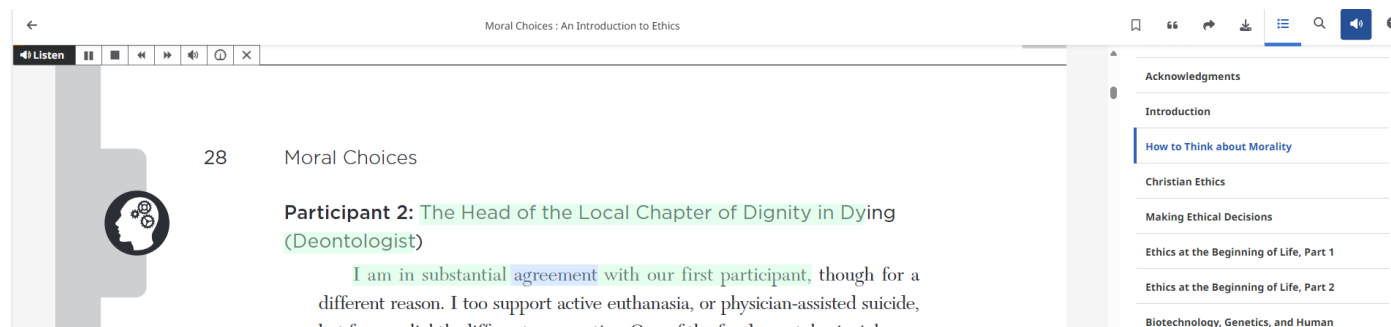 Moral Choices : An Introduction to Ethics
Listen
Acknowledgments
Introduction
How to Think about Morality
Christian Ethics
Making Ethical Decisions
Ethics at the Beginning of Life, Part 1
Ethics at the Beginning of Life, Part 2
Biotechnology, Genetics, and Human
28 Moral Choices
Participant 2: The Head of the Local Chapter of Dignity in Dying
(Deontologist)
I am in substantial agreement with our first participant, though for a
different reason. I too support active euthanasia, or physician-assisted suicide,